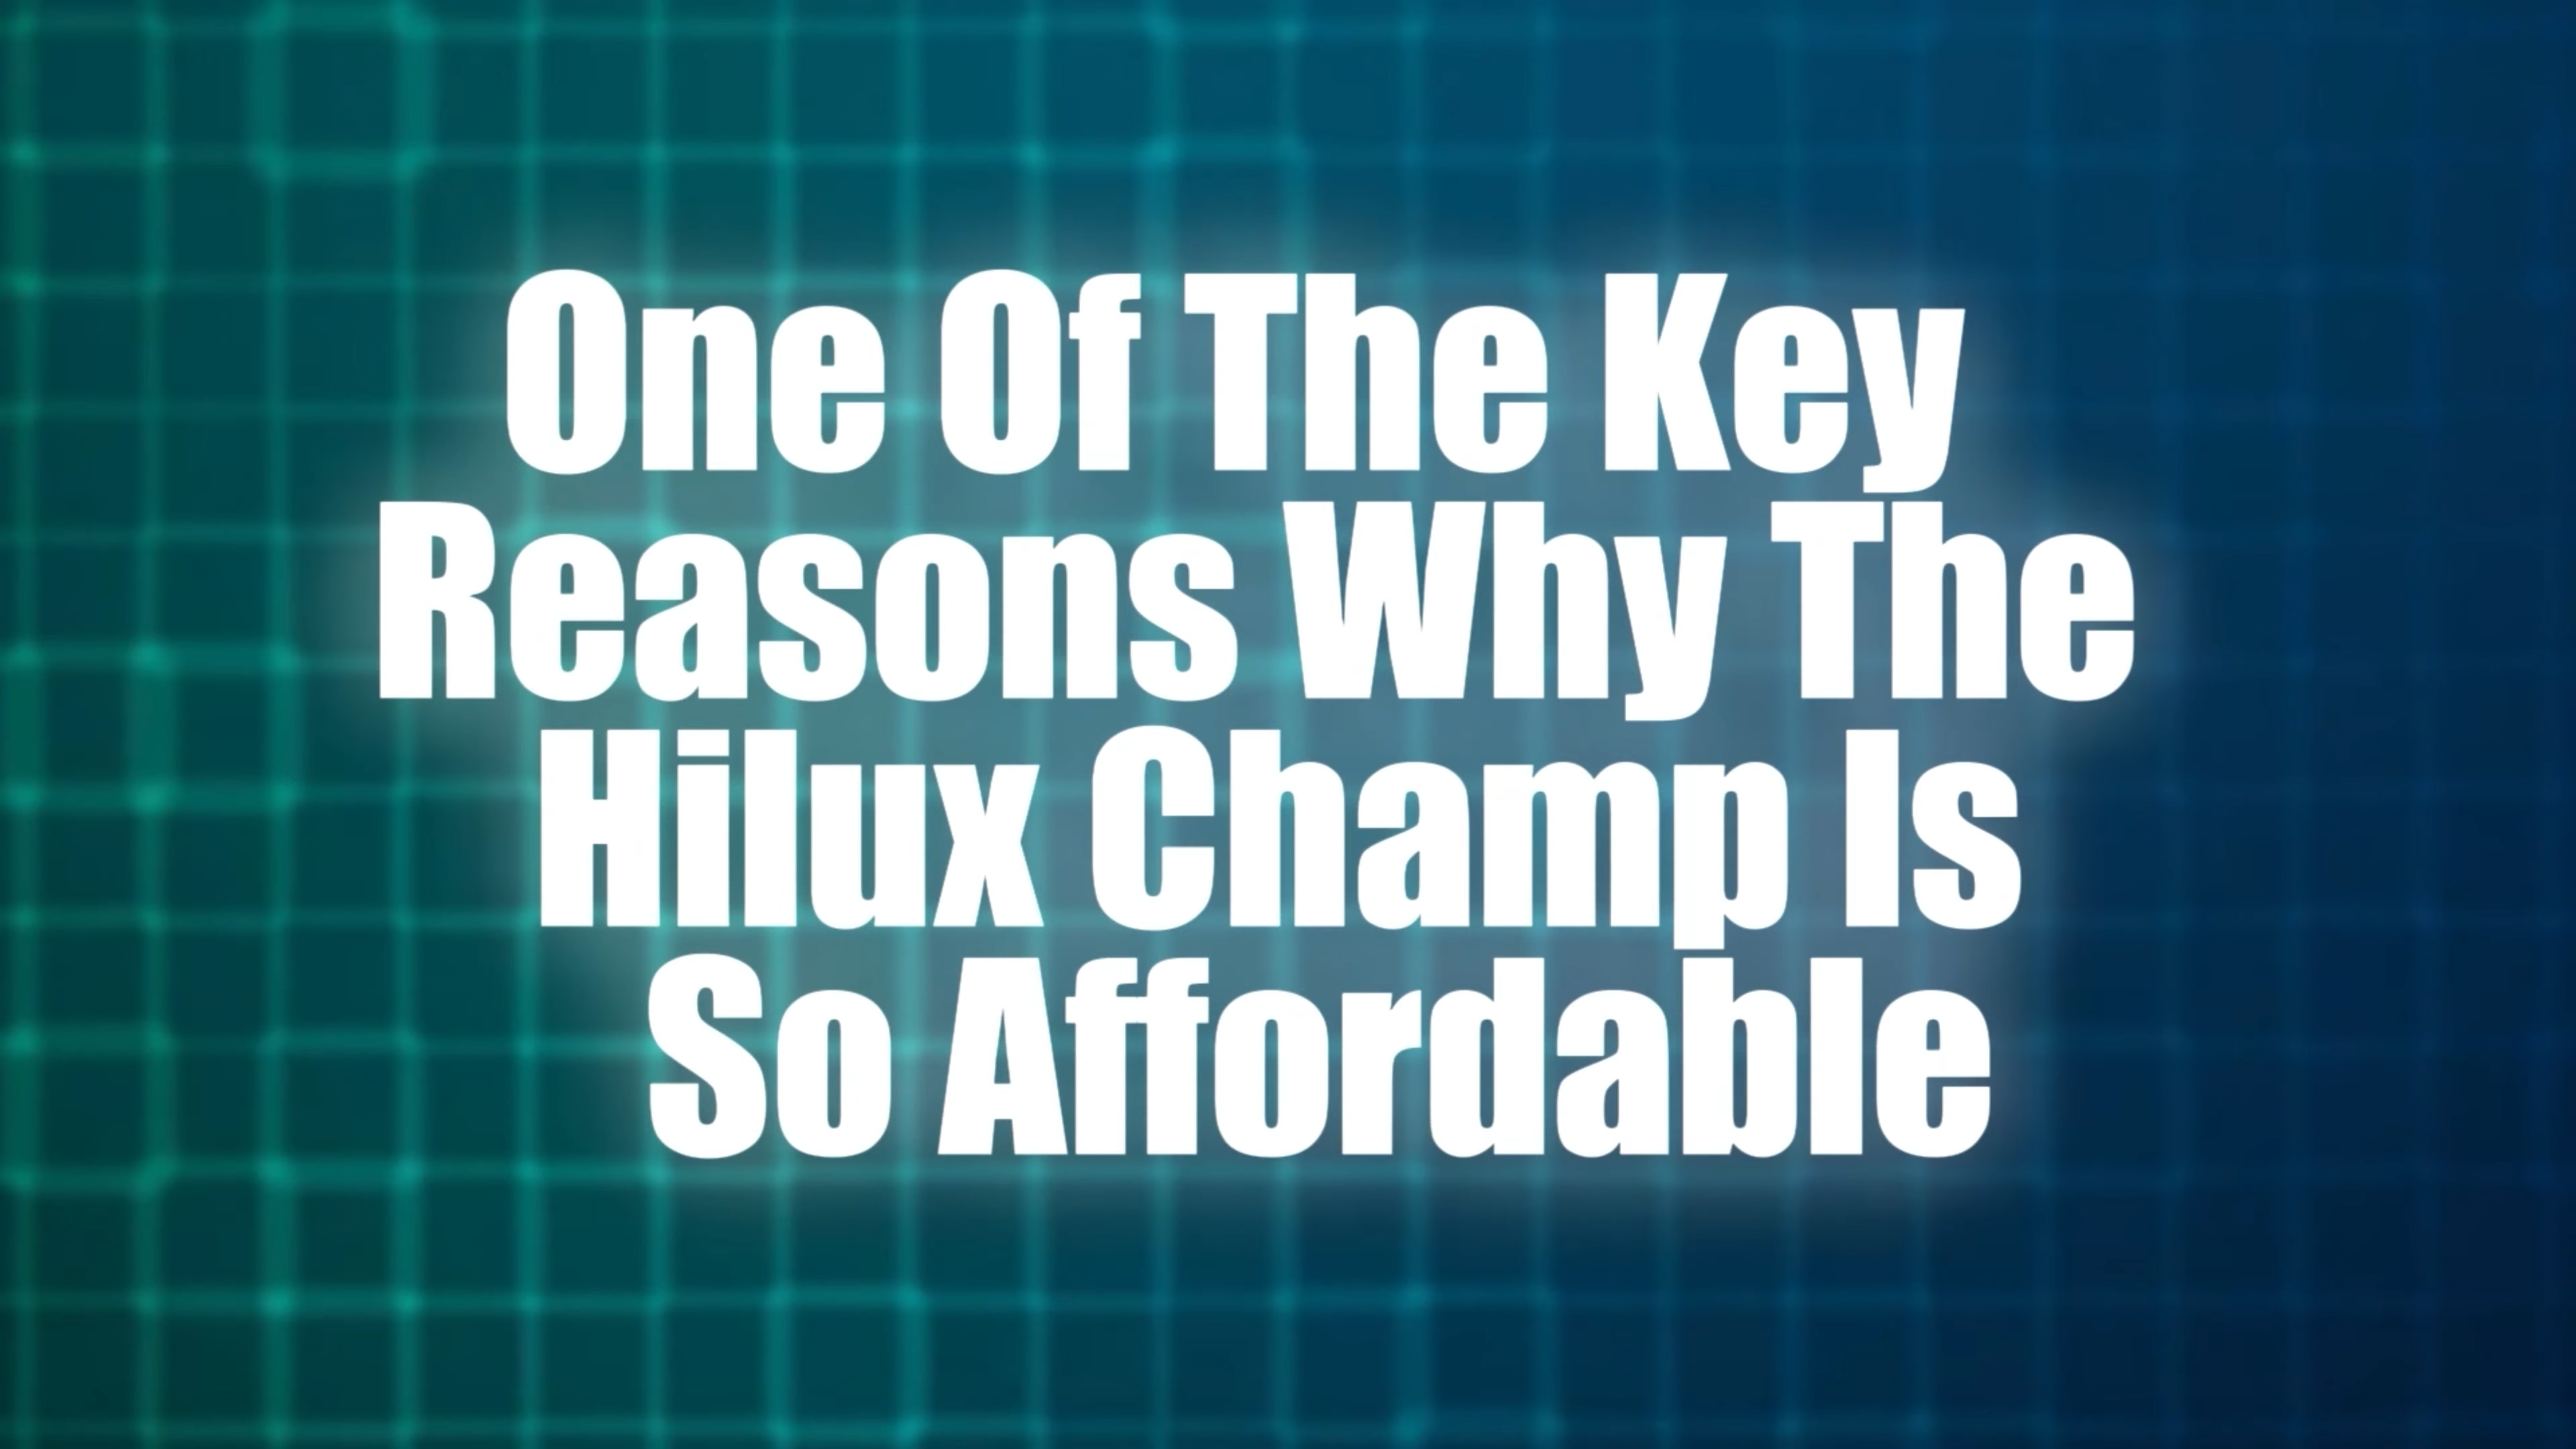 One Of The Key
Reasons Why The
Hilux Champ Is
So Affordable